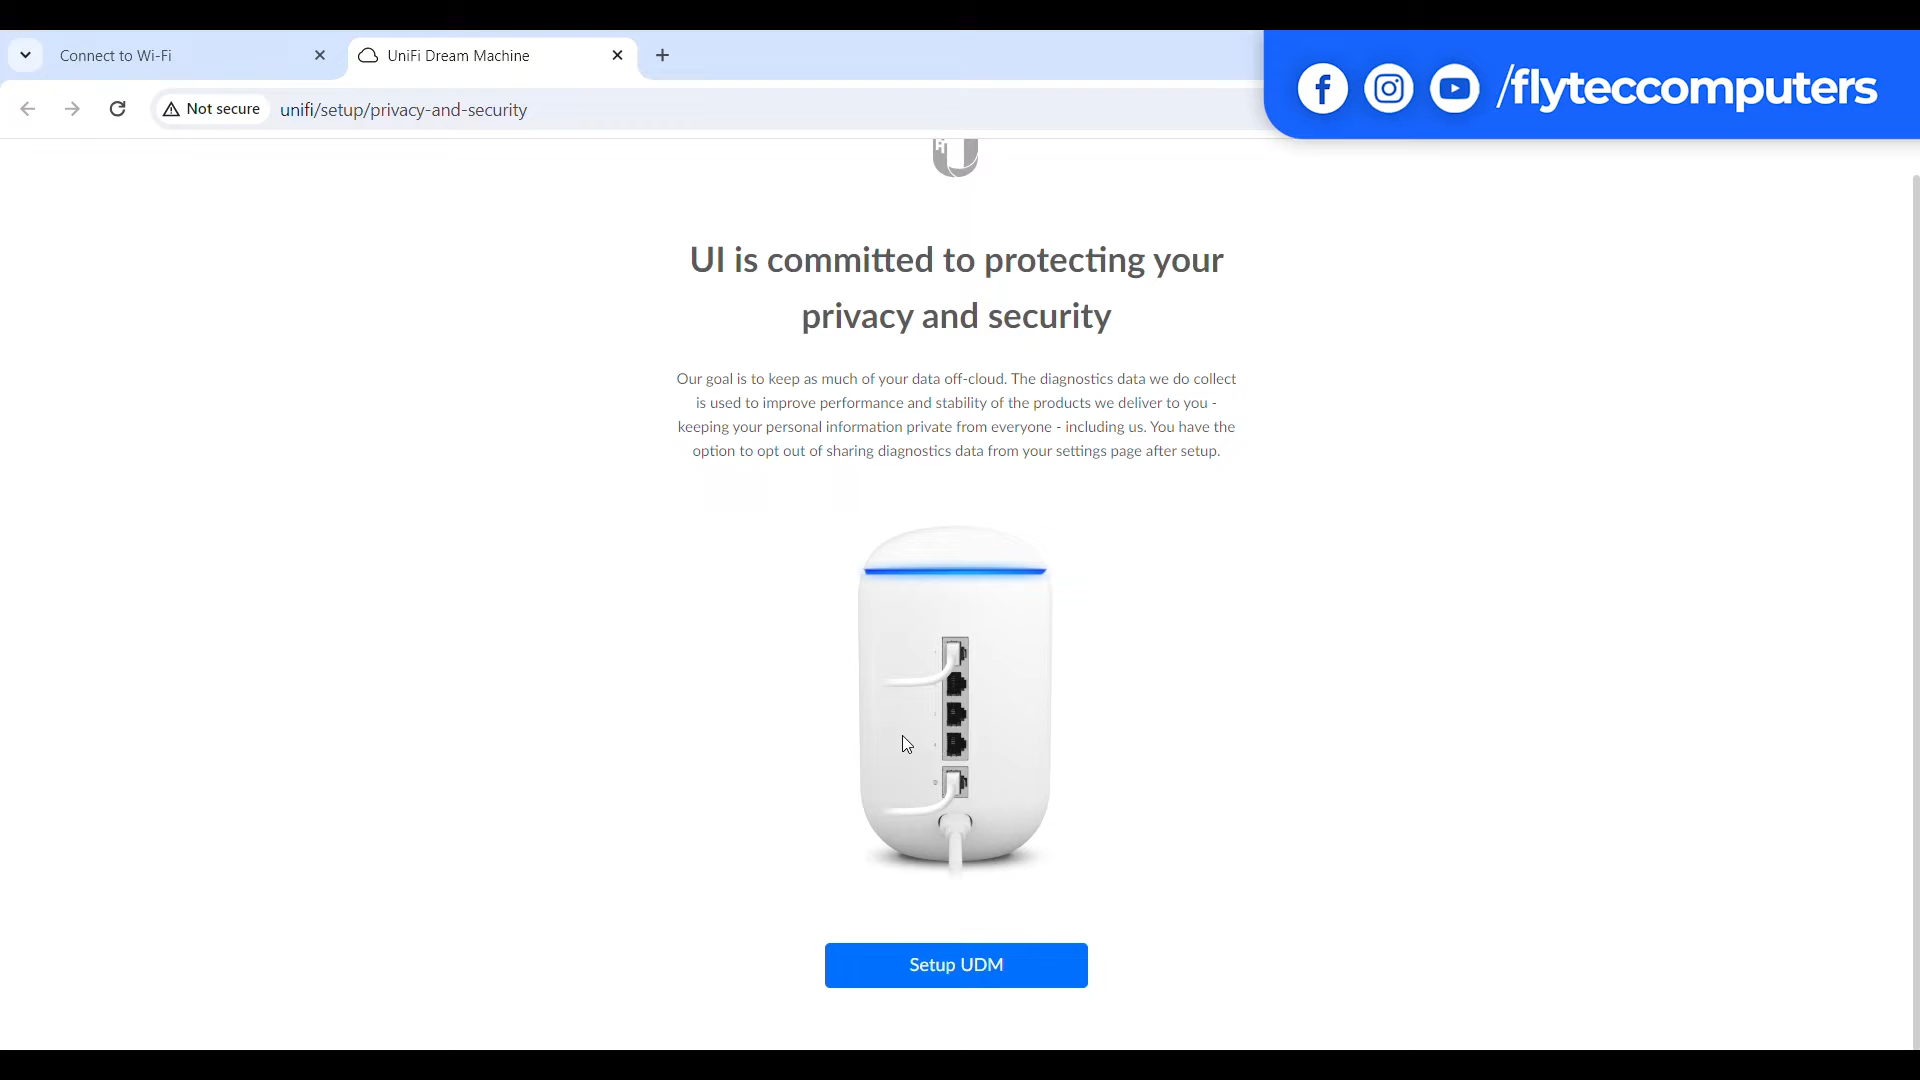 Connect to Wi-Fi
UniFi Dream Machine
/flyteccomputers
Not secure
unifi/setup/privacy-and-security
UI is committed to protecting your
privacy and security
Our goal is to keep as much of your data off-cloud. The diagnostics data we do collect
is used to improve performance and stability of the products we deliver to you -
keeping your personal information private from everyone - including us. You have the
option to opt out of sharing diagnostics data from your settings page after setup.
Setup UDM